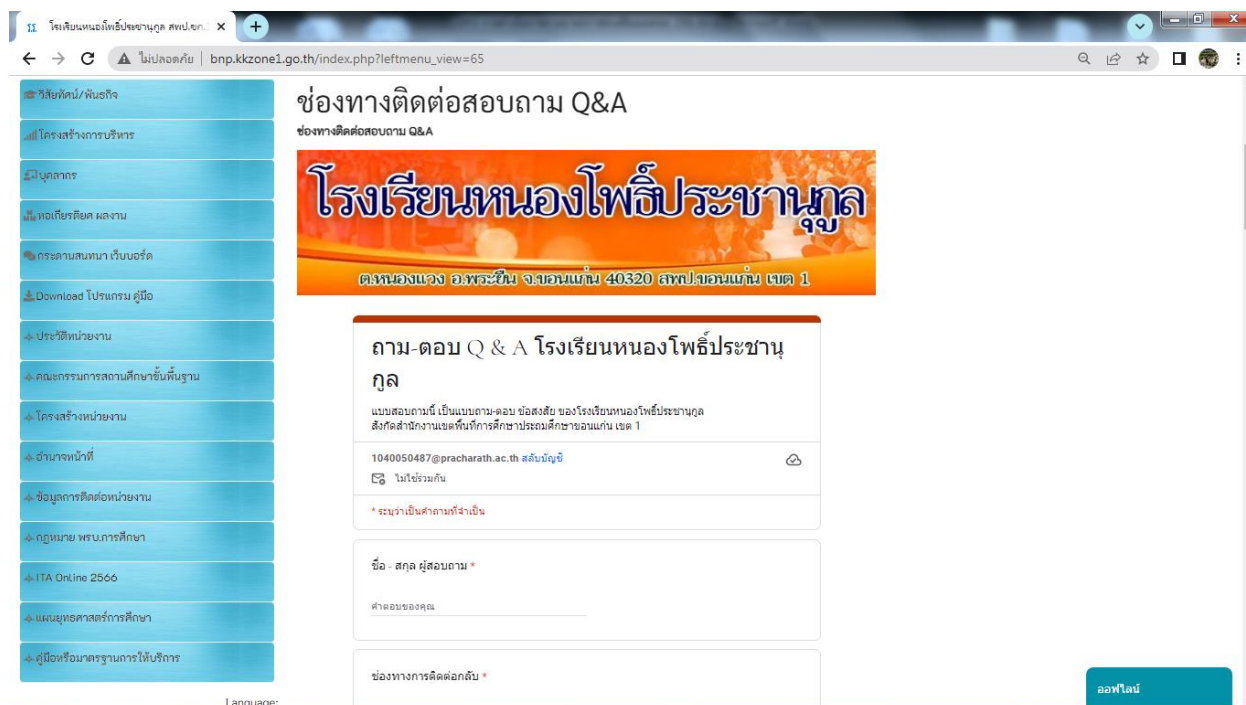 โรงเรียนหนองโพธิ์ประชานุกูล สพป.ขก.
ไม่ปลอดภัย
bnp.kkzone1.go.th/index.php?leftmenu_view=65
วิสัยทัศน์/พันธกิจ
โครงสร้างการบริหาร
บุคลากร
หอเกียรติยศ ผลงาน
กระดานสนทนา เว็บบอร์ด
Download โปรแกรม คู่มือ
ประวัติหน่วยงาน
คณะกรรมการสถานศึกษาขั้นพื้นฐาน
โครงสร้างหน่วยงาน
อำนาจหน้าที่
ข้อมูลการติดต่อหน่วยงาน
กฎหมาย พรบ.การศึกษา
ITA Online 2566
แผนยุทธศาสตร์การศึกษา
คู่มือหรือมาตรฐานการให้บริการ
Language:
ช่องทางติดต่อสอบถาม Q&A
ช่องทางติดต่อสอบถาม Q&A
โรงเรียนหนองโพธิ์ประชานุกูล
ต.หนองแวง อ.พระยืน จ.ขอนแก่น 40320 สพป.ขอนแก่น เขต 1
ถาม-ตอบ Q & A โรงเรียนหนองโพธิ์ประชานุ
กูล
แบบสอบถามนี้ เป็นแบบถาม-ตอบ ข้อสงสัย ของโรงเรียนหนองโพธิ์ประชานุกูล
สังกัดสำนักงานเขตพื้นที่การศึกษาประถมศึกษาขอนแก่น เขต 1
1040050487@pracharath.ac.th สลับบัญชี
ไม่ใช่ร่วมกัน
* ระบุว่าเป็นคำถามที่จำเป็น
ชื่อ - สกุล ผู้สอบถาม *
คำตอบของคุณ
ช่องทางการติดต่อกลับ *
ออฟไลน์